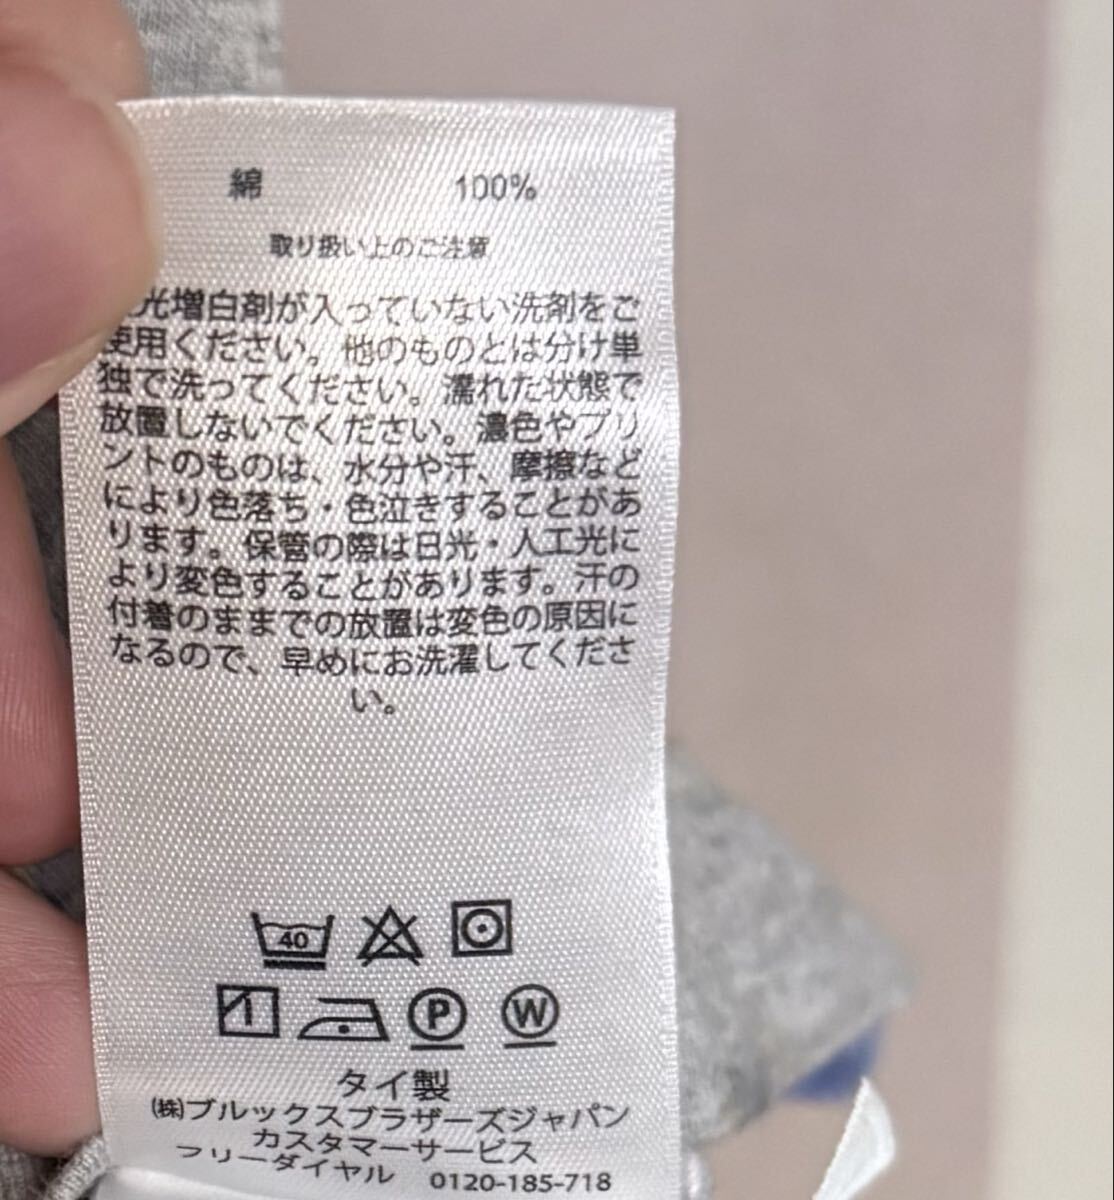 綿 100%
取り扱い上のご注意
光増白剤が入っていない洗剤をご
使用ください。他のものとは分け単
独で洗ってください。濡れた状態で
放置しないでください。濃色やプリ
ントのものは、水分や汗、摩擦など
により色落ち・色泣きすることがあ
ります。保管の際は日光・人工光に
より変色することがあります。汗の
付着のままでの放置は変色の原因に
なるので、早めにお洗濯してくださ
い。
40
P W
タイ製
(株)ブルックスブラザーズジャパン
カスタマーサービス
フリーダイヤル 0120-185-718